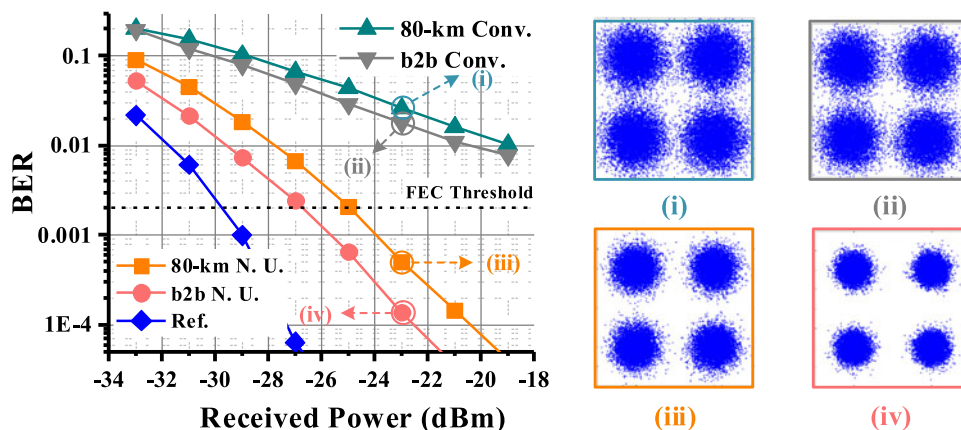 80-km Conv.
b2b Conv.
(i)
(ii)
FEC Threshold
80-km N. U.
b2b N. U.
Ref.
(iii)
(iv)
0.1
0.01
0.001
1E-4
BER
-34 -32 -30 -28 -26 -24 -22 -20 -18
Received Power (dBm)
(i)
(ii)
(iii)
(iv)